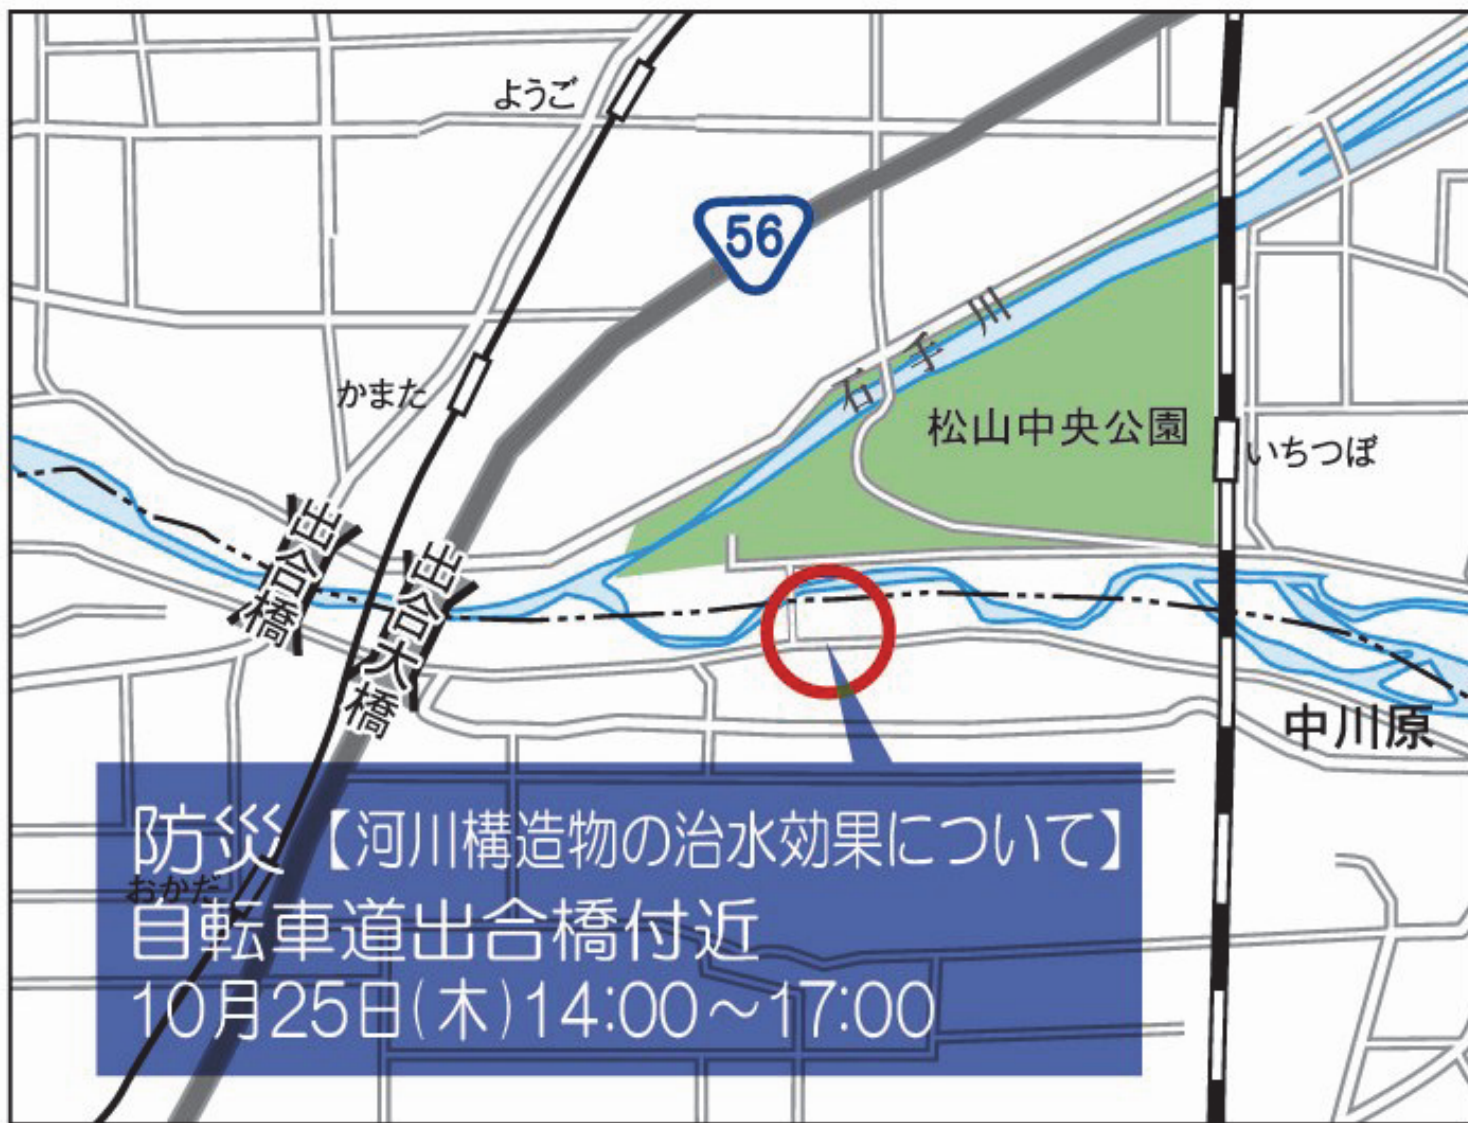 ようご
56
石手川
かまた
松山中央公園
いちつぼ
出合橋
出合大橋
中川原
防災【河川構造物の治水効果について】
おかだ
自転車道出合橋付近
10月25日(木)14:00～17:00